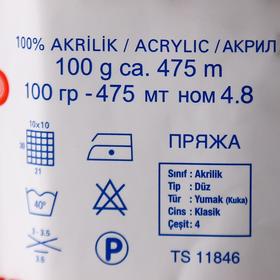 100% AKRİLİK / ACRYLIC / АКРИЛ
100 g ca. 475 m
100 гр - 475 мт ном 4.8
10x10
36
21
ПРЯЖА
Sınıf : Akrilik
Tip : Düz
Tür : Yumak (Kuka)
Cins : Klasik
Çeşit : 4
40°
3 - 3.5
3.5
P
TS 11846